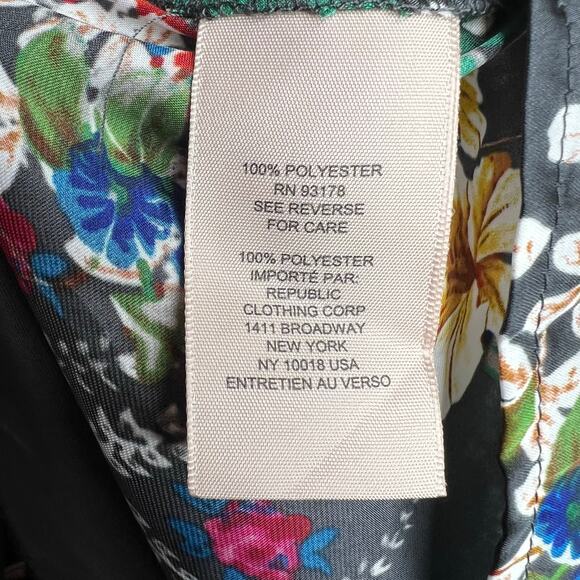 100% POLYESTER
RN 93178
SEE REVERSE
FOR CARE
100% POLYESTER
IMPORTÉ PAR:
REPUBLIC
CLOTHING CORP
1411 BROADWAY
NEW YORK
NY 10018 USA
ENTRETIEN AU VERSO